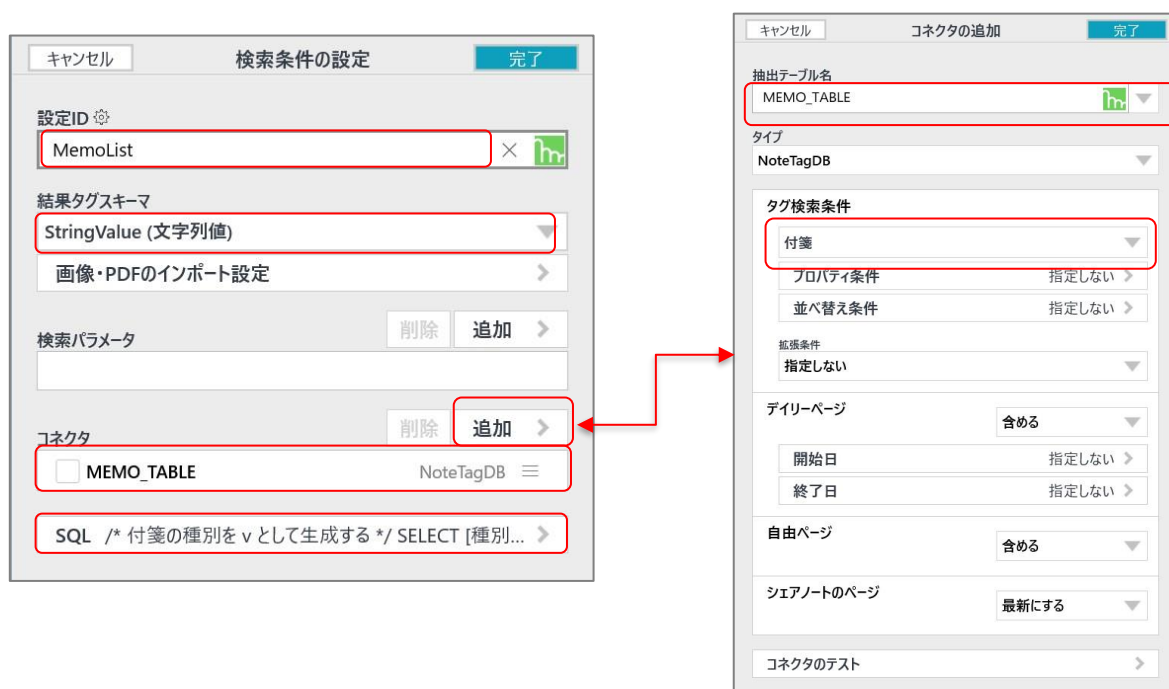 キャンセル 検索条件の設定 完了
設定ID
MemoList
結果タグスキーマ
StringValue (文字列値)
画像・PDFのインポート設定
検索パラメータ 削除 追加
コネクタ 削除 追加
MEMO_TABLE NoteTagDB
SQL /* 付箋の種別を v として生成する */ SELECT [種別...
キャンセル コネクタの追加 完了
抽出テーブル名
MEMO_TABLE
タイプ
NoteTagDB
タグ検索条件
付箋
プロパティ条件 指定しない
並べ替え条件 指定しない
拡張条件
指定しない
デイリーページ 含める
開始日 指定しない
終了日 指定しない
自由ページ 含める
シェアノートのページ 最新にする
コネクタのテスト